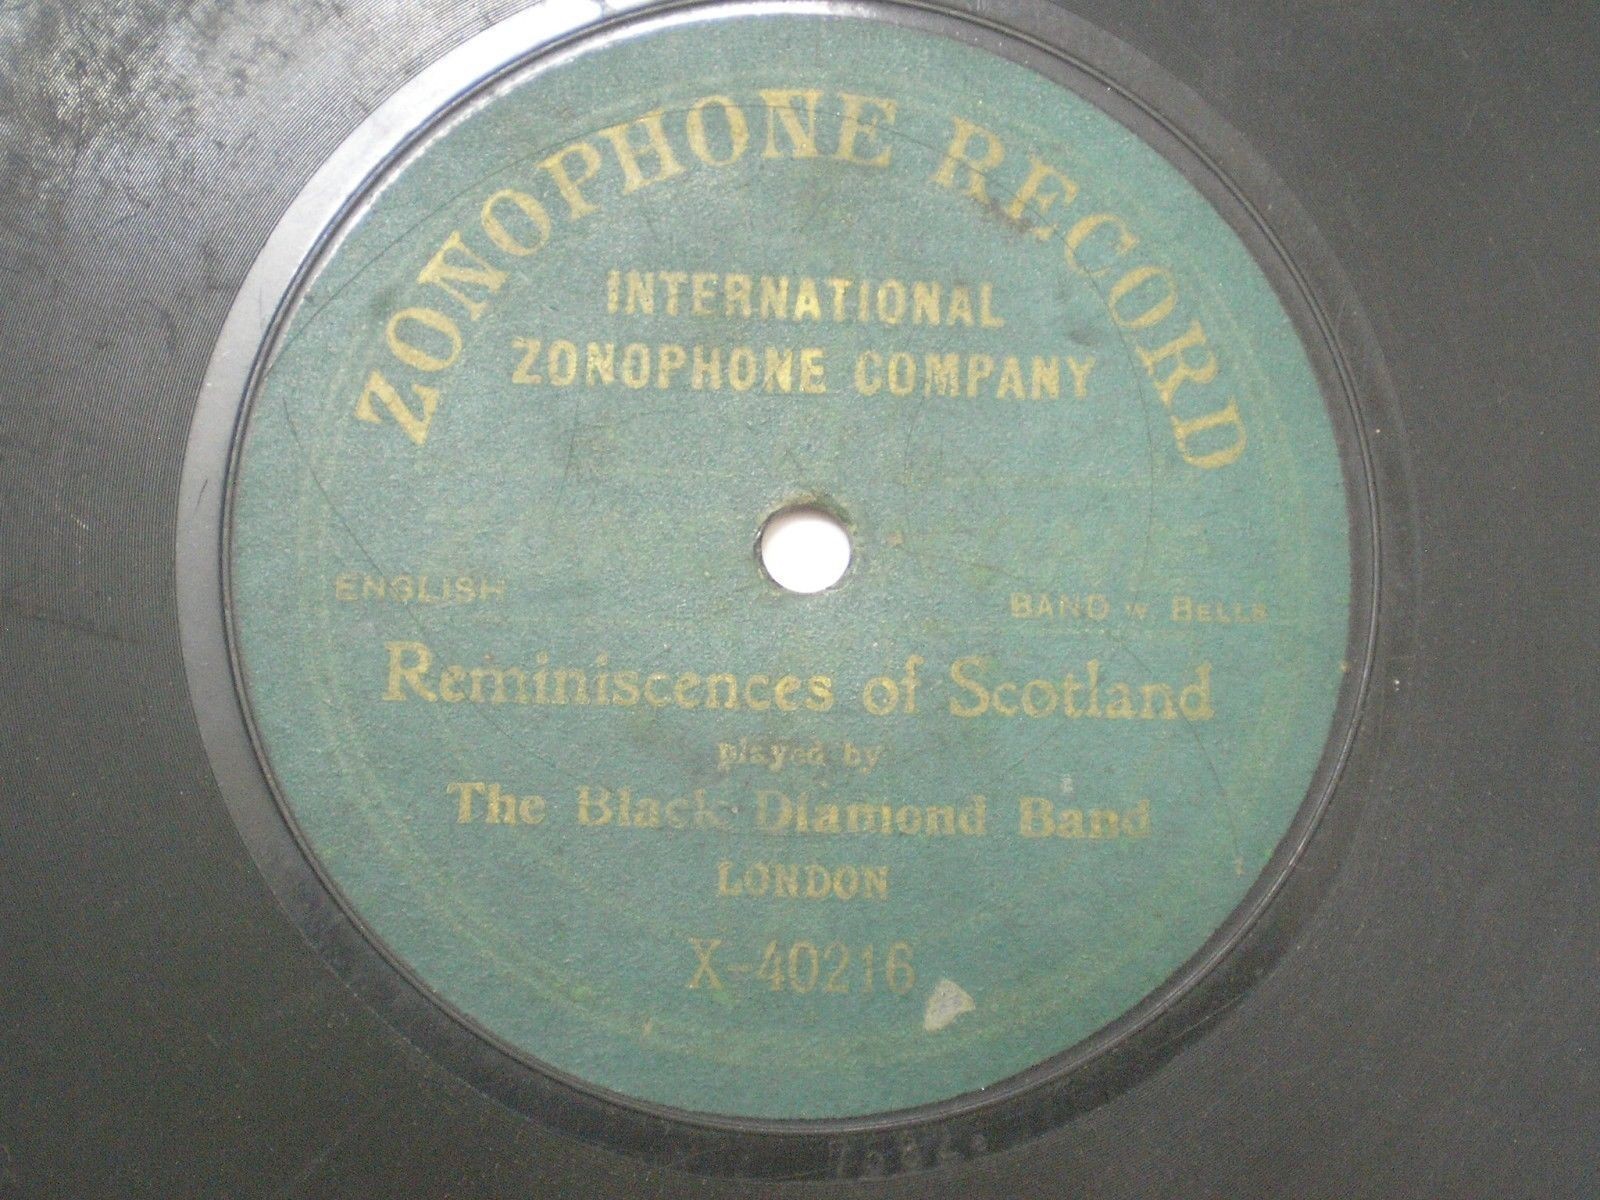 ZONOPHONE RECORD
INTERNATIONAL
ZONOPHONE COMPANY
ENGLISH
BAND W BELLS
Reminiscences of Scotland
played by
The Black Diamond Band
LONDON
X-40216